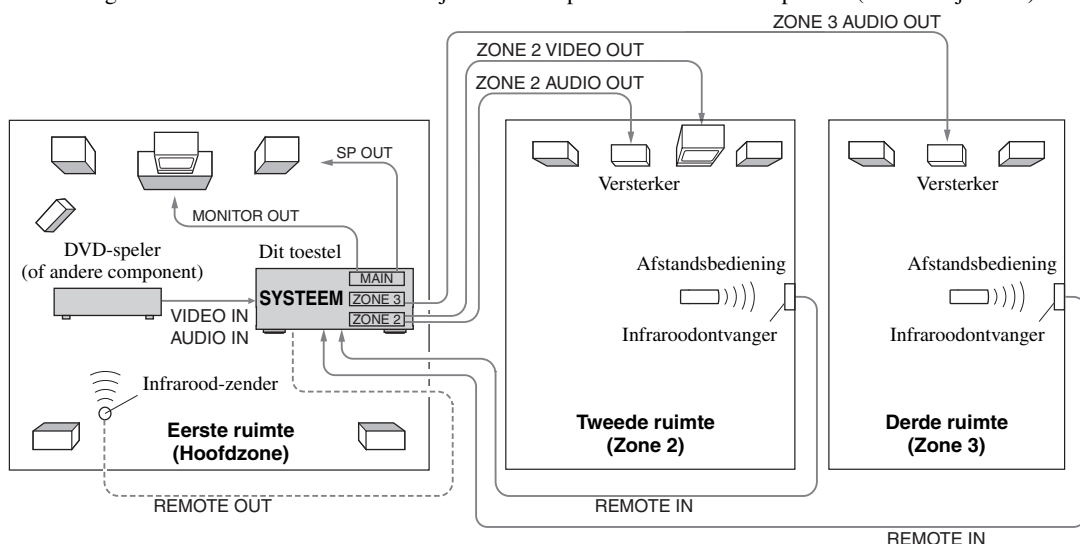 ZONE 3 AUDIO OUT
ZONE 2 VIDEO OUT
ZONE 2 AUDIO OUT
SP OUT
MONITOR OUT
Versterker
Versterker
DVD-speler
(of andere component)
Dit toestel
MAIN
SYSTEEM
ZONE 3
ZONE 2
VIDEO IN
AUDIO IN
Afstandsbediening
Infraroodontvanger
Afstandsbediening
Infraroodontvanger
Infrarood-zender
Eerste ruimte
(Hoofdzone)
Tweede ruimte
(Zone 2)
Derde ruimte
(Zone 3)
REMOTE OUT
REMOTE IN
REMOTE IN